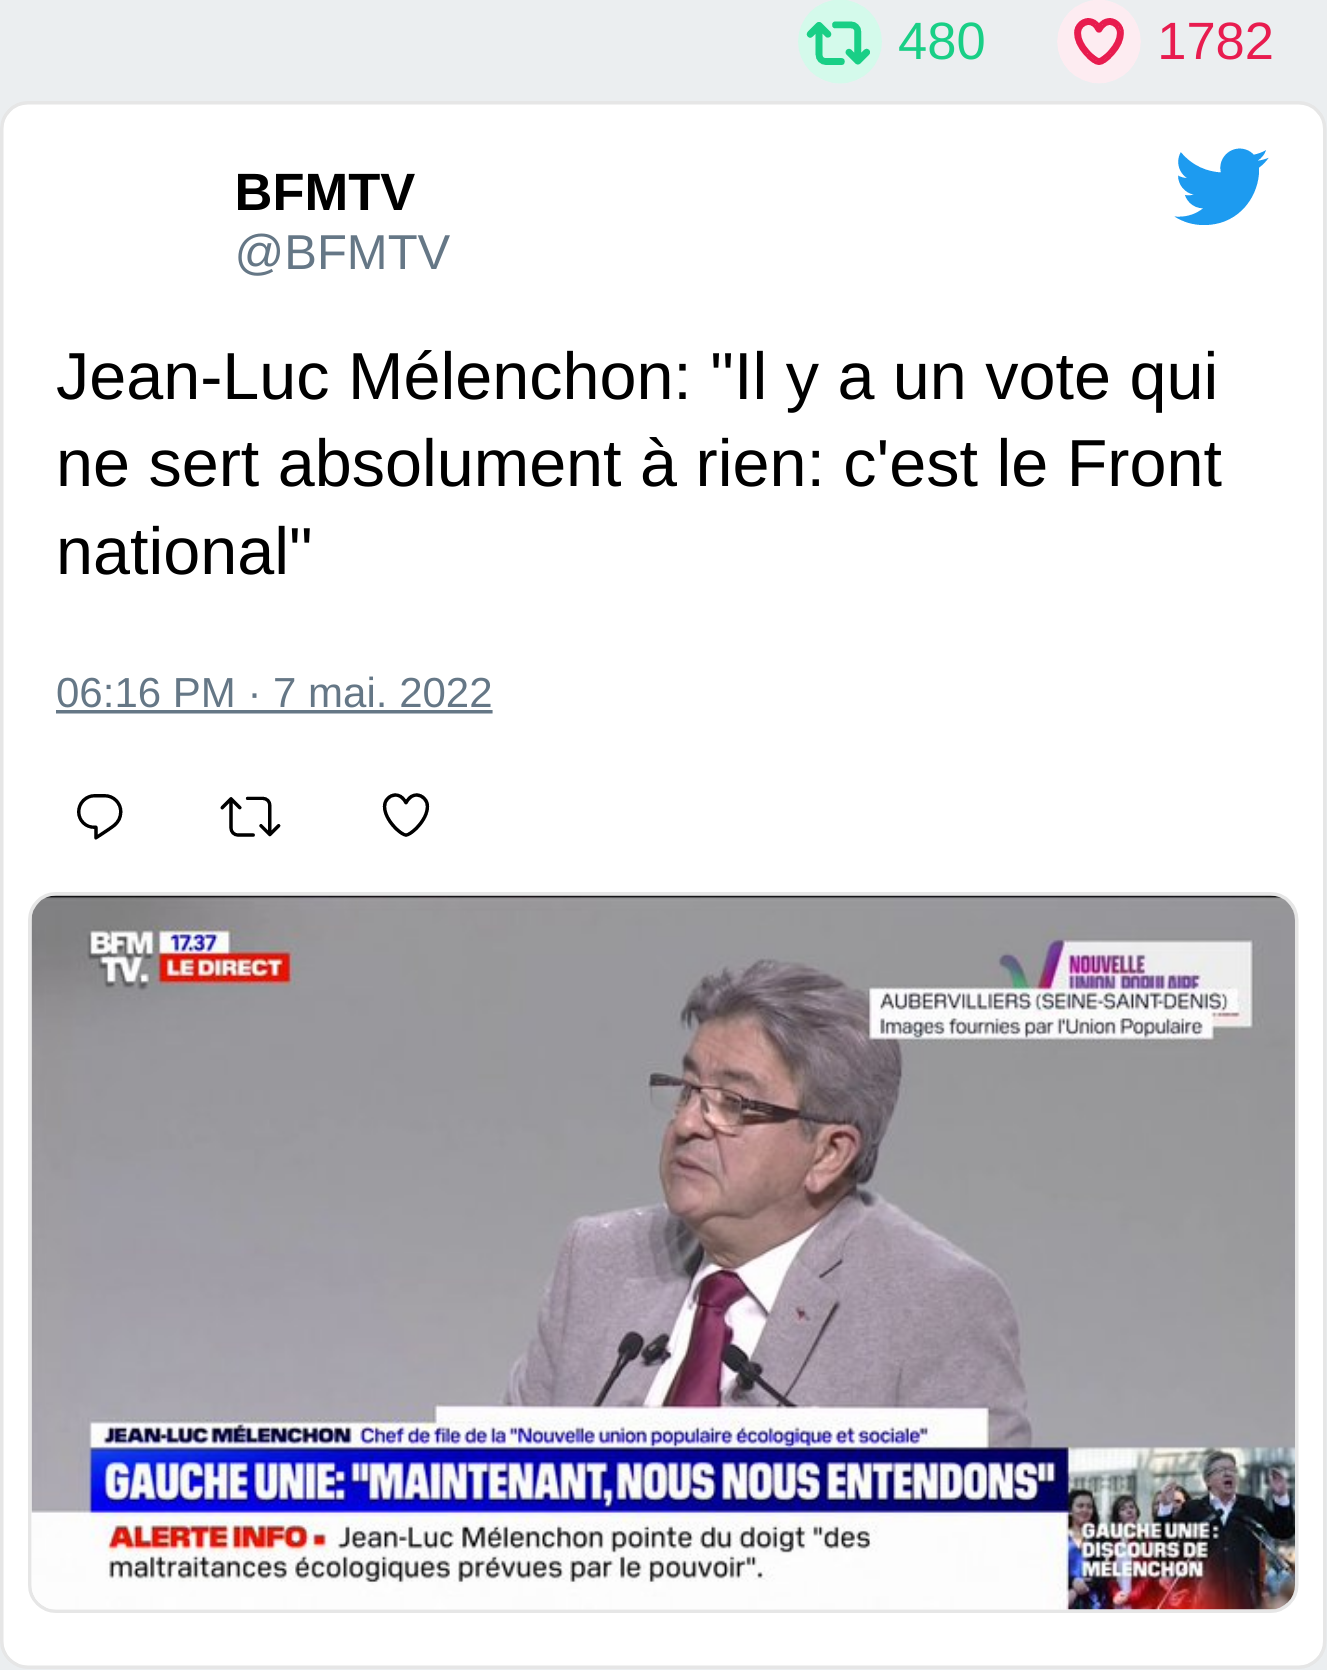 480 1782
BFMTV
@BFMTV
Jean-Luc Mélenchon: "Il y a un vote qui
ne sert absolument à rien: c'est le Front
national"
06:16 PM · 7 mai. 2022
BFM 17.37
TV. LE DIRECT
NOUVELLE
UNION POPULAIRE
AUBERVILLIERS (SEINE-SAINT-DENIS)
Images fournies par l'Union Populaire
JEAN-LUC MÉLENCHON Chef de file de la "Nouvelle union populaire écologique et sociale"
GAUCHE UNIE: "MAINTENANT, NOUS NOUS ENTENDONS"
ALERTE INFO Jean-Luc Mélenchon pointe du doigt "des
maltraitances écologiques prévues par le pouvoir".
GAUCHE UNIE:
DISCOURS DE
MÉLENCHON